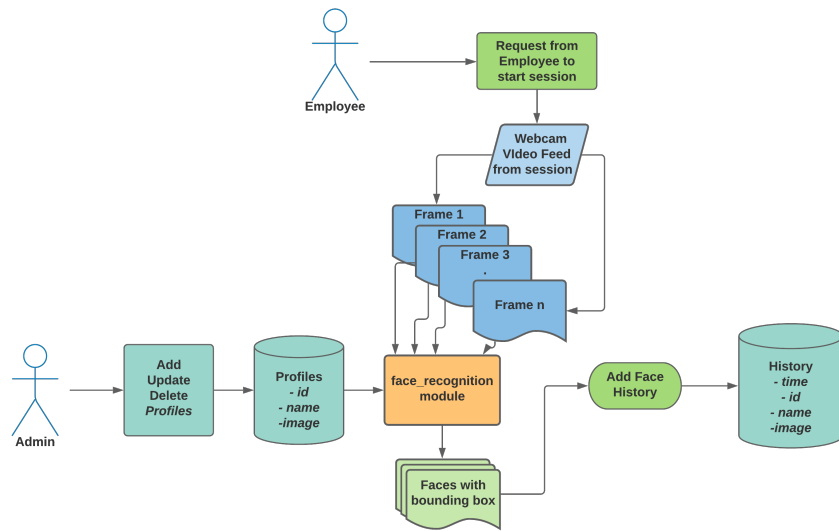 Request from
Employee to
start session
Employee
Webcam
VIdeo Feed
from session
Frame 1
Frame 2
Frame 3
.
Frame n
Admin
Add
Update
Delete
Profiles
Profiles
- id
- name
-image
face_recognition
module
Add Face
History
History
- time
- id
- name
-image
Faces with
bounding box